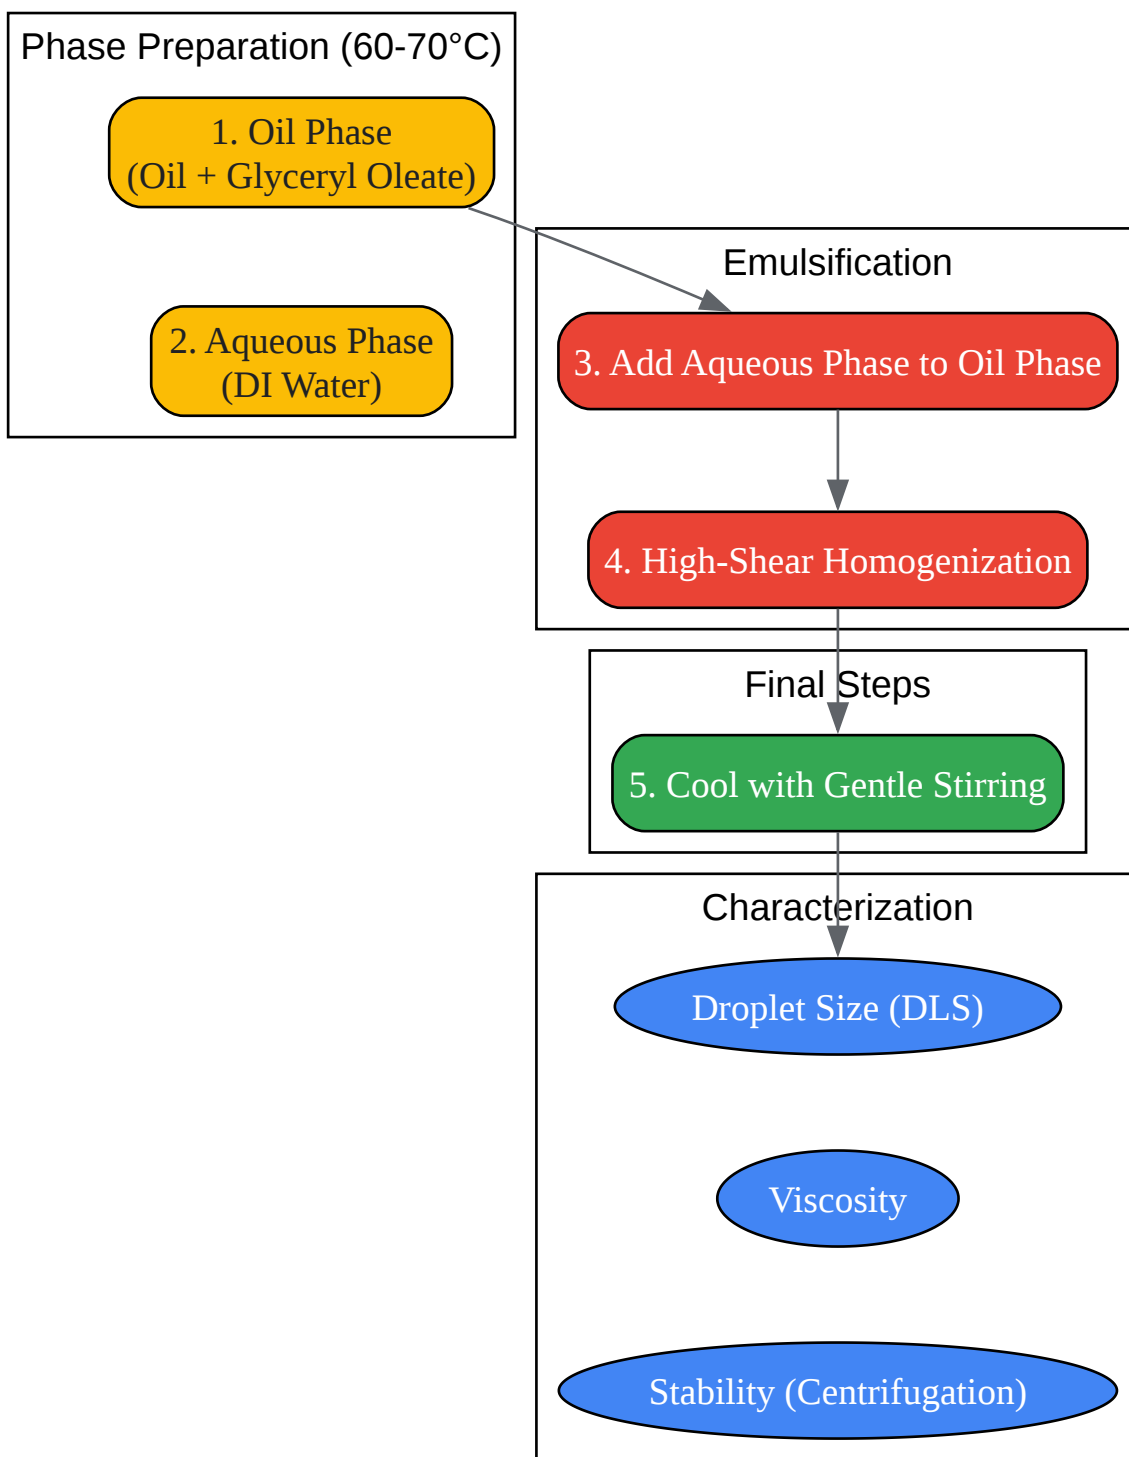 Phase Preparation (60-70°C)
1. Oil Phase
(Oil + Glyceryl Oleate)
2. Aqueous Phase
(DI Water)
Emulsification
3. Add Aqueous Phase to Oil Phase
4. High-Shear Homogenization
Final Steps
5. Cool with Gentle Stirring
Characterization
Droplet Size (DLS)
Viscosity
Stability (Centrifugation)